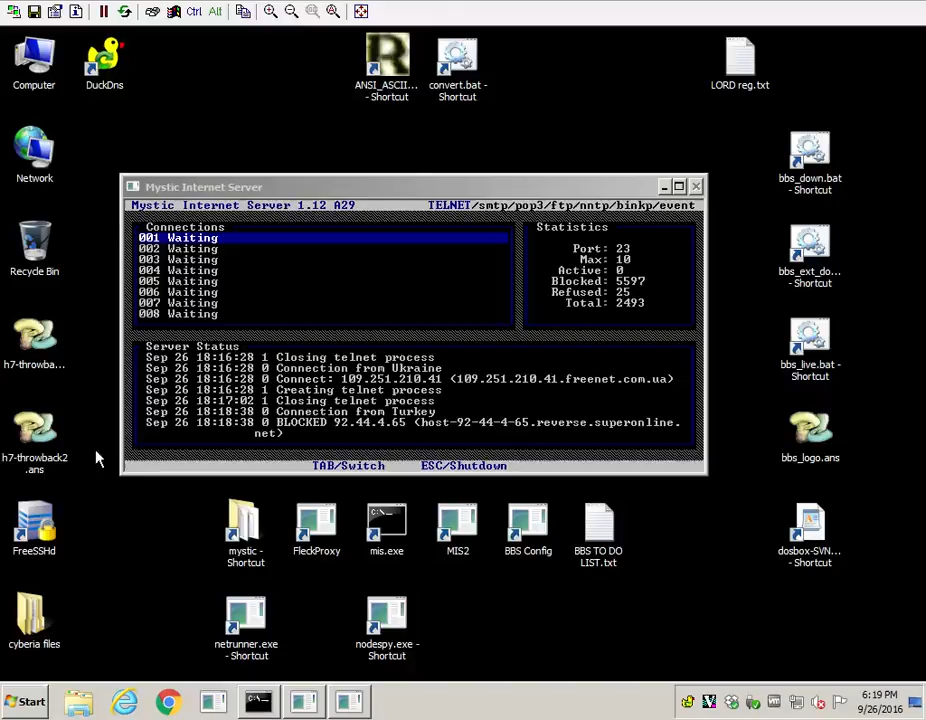 Ctrl Alt
Computer
DuckDns
ANSI_ASCII...
- Shortcut
convert.bat -
Shortcut
LORD reg.txt
Network
bbs_down.bat
- Shortcut
Recycle Bin
bbs_ext_do...
- Shortcut
h7-throwba...
bbs_live.bat -
Shortcut
h7-throwback2
.ans
bbs_logo.ans
Mystic Internet Server
Mystic Internet Server 1.12 A29 TELNET/smtp/pop3/ftp/nntp/binkp/event
Connections
001 Waiting
002 Waiting
003 Waiting
004 Waiting
005 Waiting
006 Waiting
007 Waiting
008 Waiting
Statistics
Port: 23
Max: 10
Active: 0
Blocked: 5597
Refused: 25
Total: 2493
Server Status
Sep 26 18:16:28 1 Closing telnet process
Sep 26 18:16:28 0 Connection from Ukraine
Sep 26 18:16:28 0 Connect: 109.251.210.41 (109.251.210.41.freenet.com.ua)
Sep 26 18:16:28 1 Creating telnet process
Sep 26 18:17:02 1 Closing telnet process
Sep 26 18:18:38 0 Connection from Turkey
Sep 26 18:18:38 0 BLOCKED 92.44.4.65 (host-92-44-4-65.reverse.superonline.
net)
TAB/Switch ESC/Shutdown
FreeSSHd
mystic -
Shortcut
FleckProxy
C:\_
mis.exe
MIS2
BBS Config
BBS TO DO
LIST.txt
dosbox-SVN...
- Shortcut
cyberia files
netrunner.exe
- Shortcut
nodespy.exe -
Shortcut
Start
C:\_
6:19 PM
9/26/2016